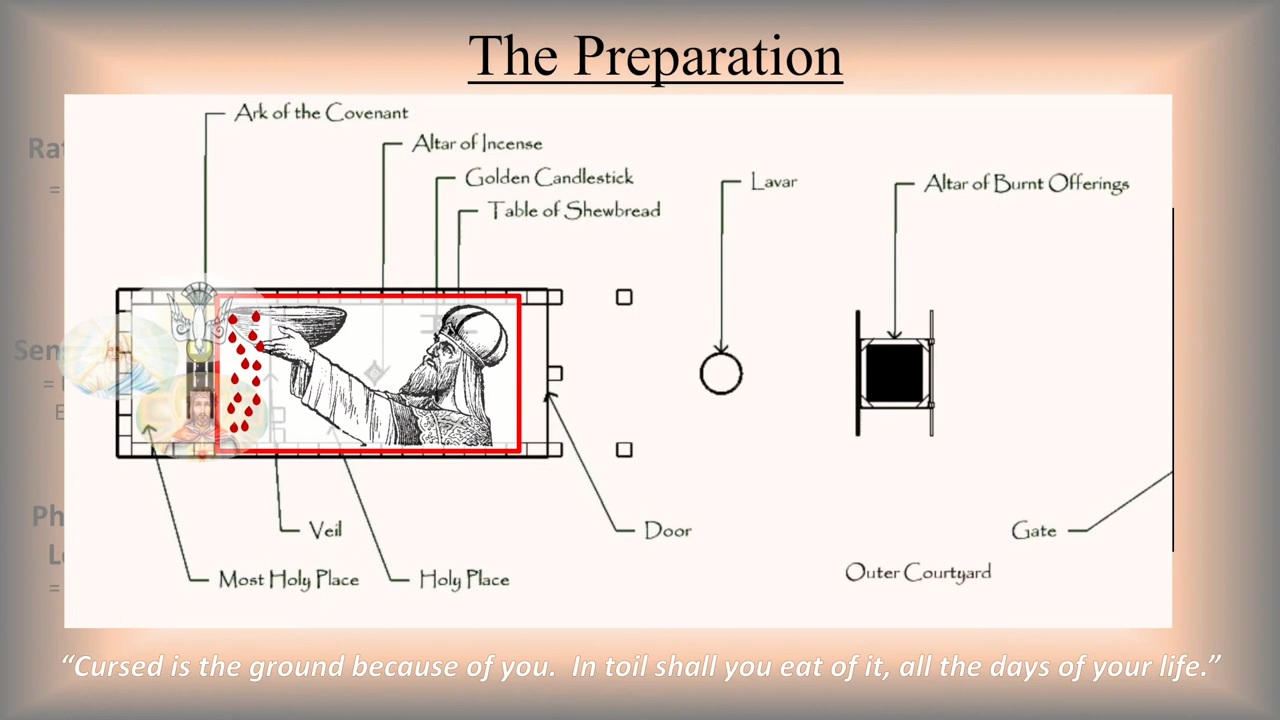 The Preparation
Ark of the Covenant
Altar of Incense
Golden Candlestick
Table of Shewbread
Lavar
Altar of Burnt Offerings
Veil
Door
Gate
Most Holy Place
Holy Place
Outer Courtyard
“Cursed is the ground because of you. In toil shall you eat of it, all the days of your life.”